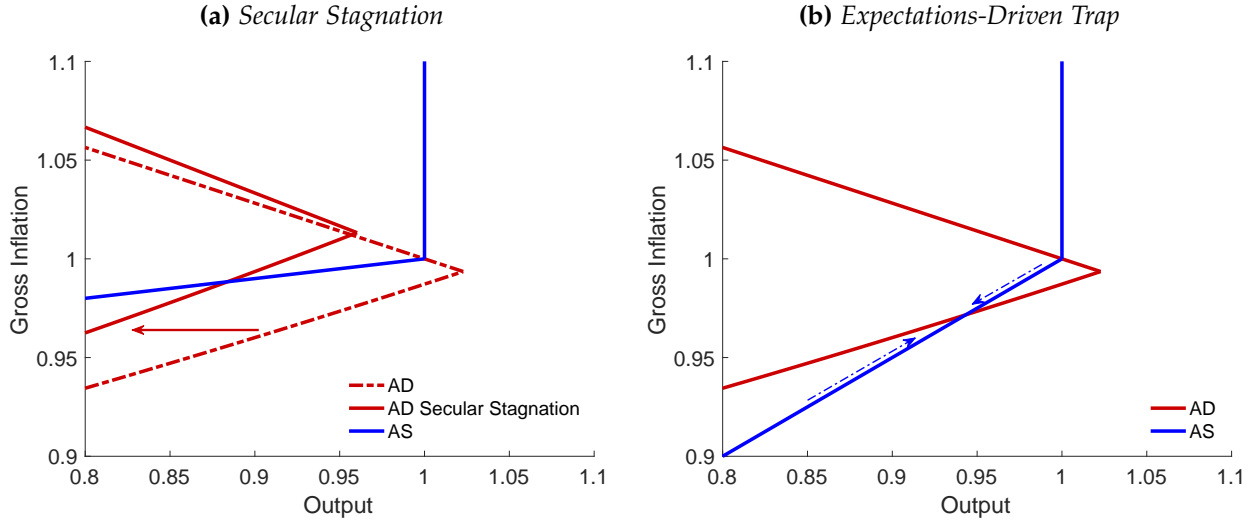 (a) Secular Stagnation
1.1
1.05
1
0.95
0.9
Gross Inflation
0.8
0.85
0.9
0.95
1
1.05
1.1
Output
AD
AD Secular Stagnation
AS
(b) Expectations-Driven Trap
1.1
1.05
1
0.95
0.9
Gross Inflation
0.8
0.85
0.9
0.95
1
1.05
1.1
Output
AD
AS